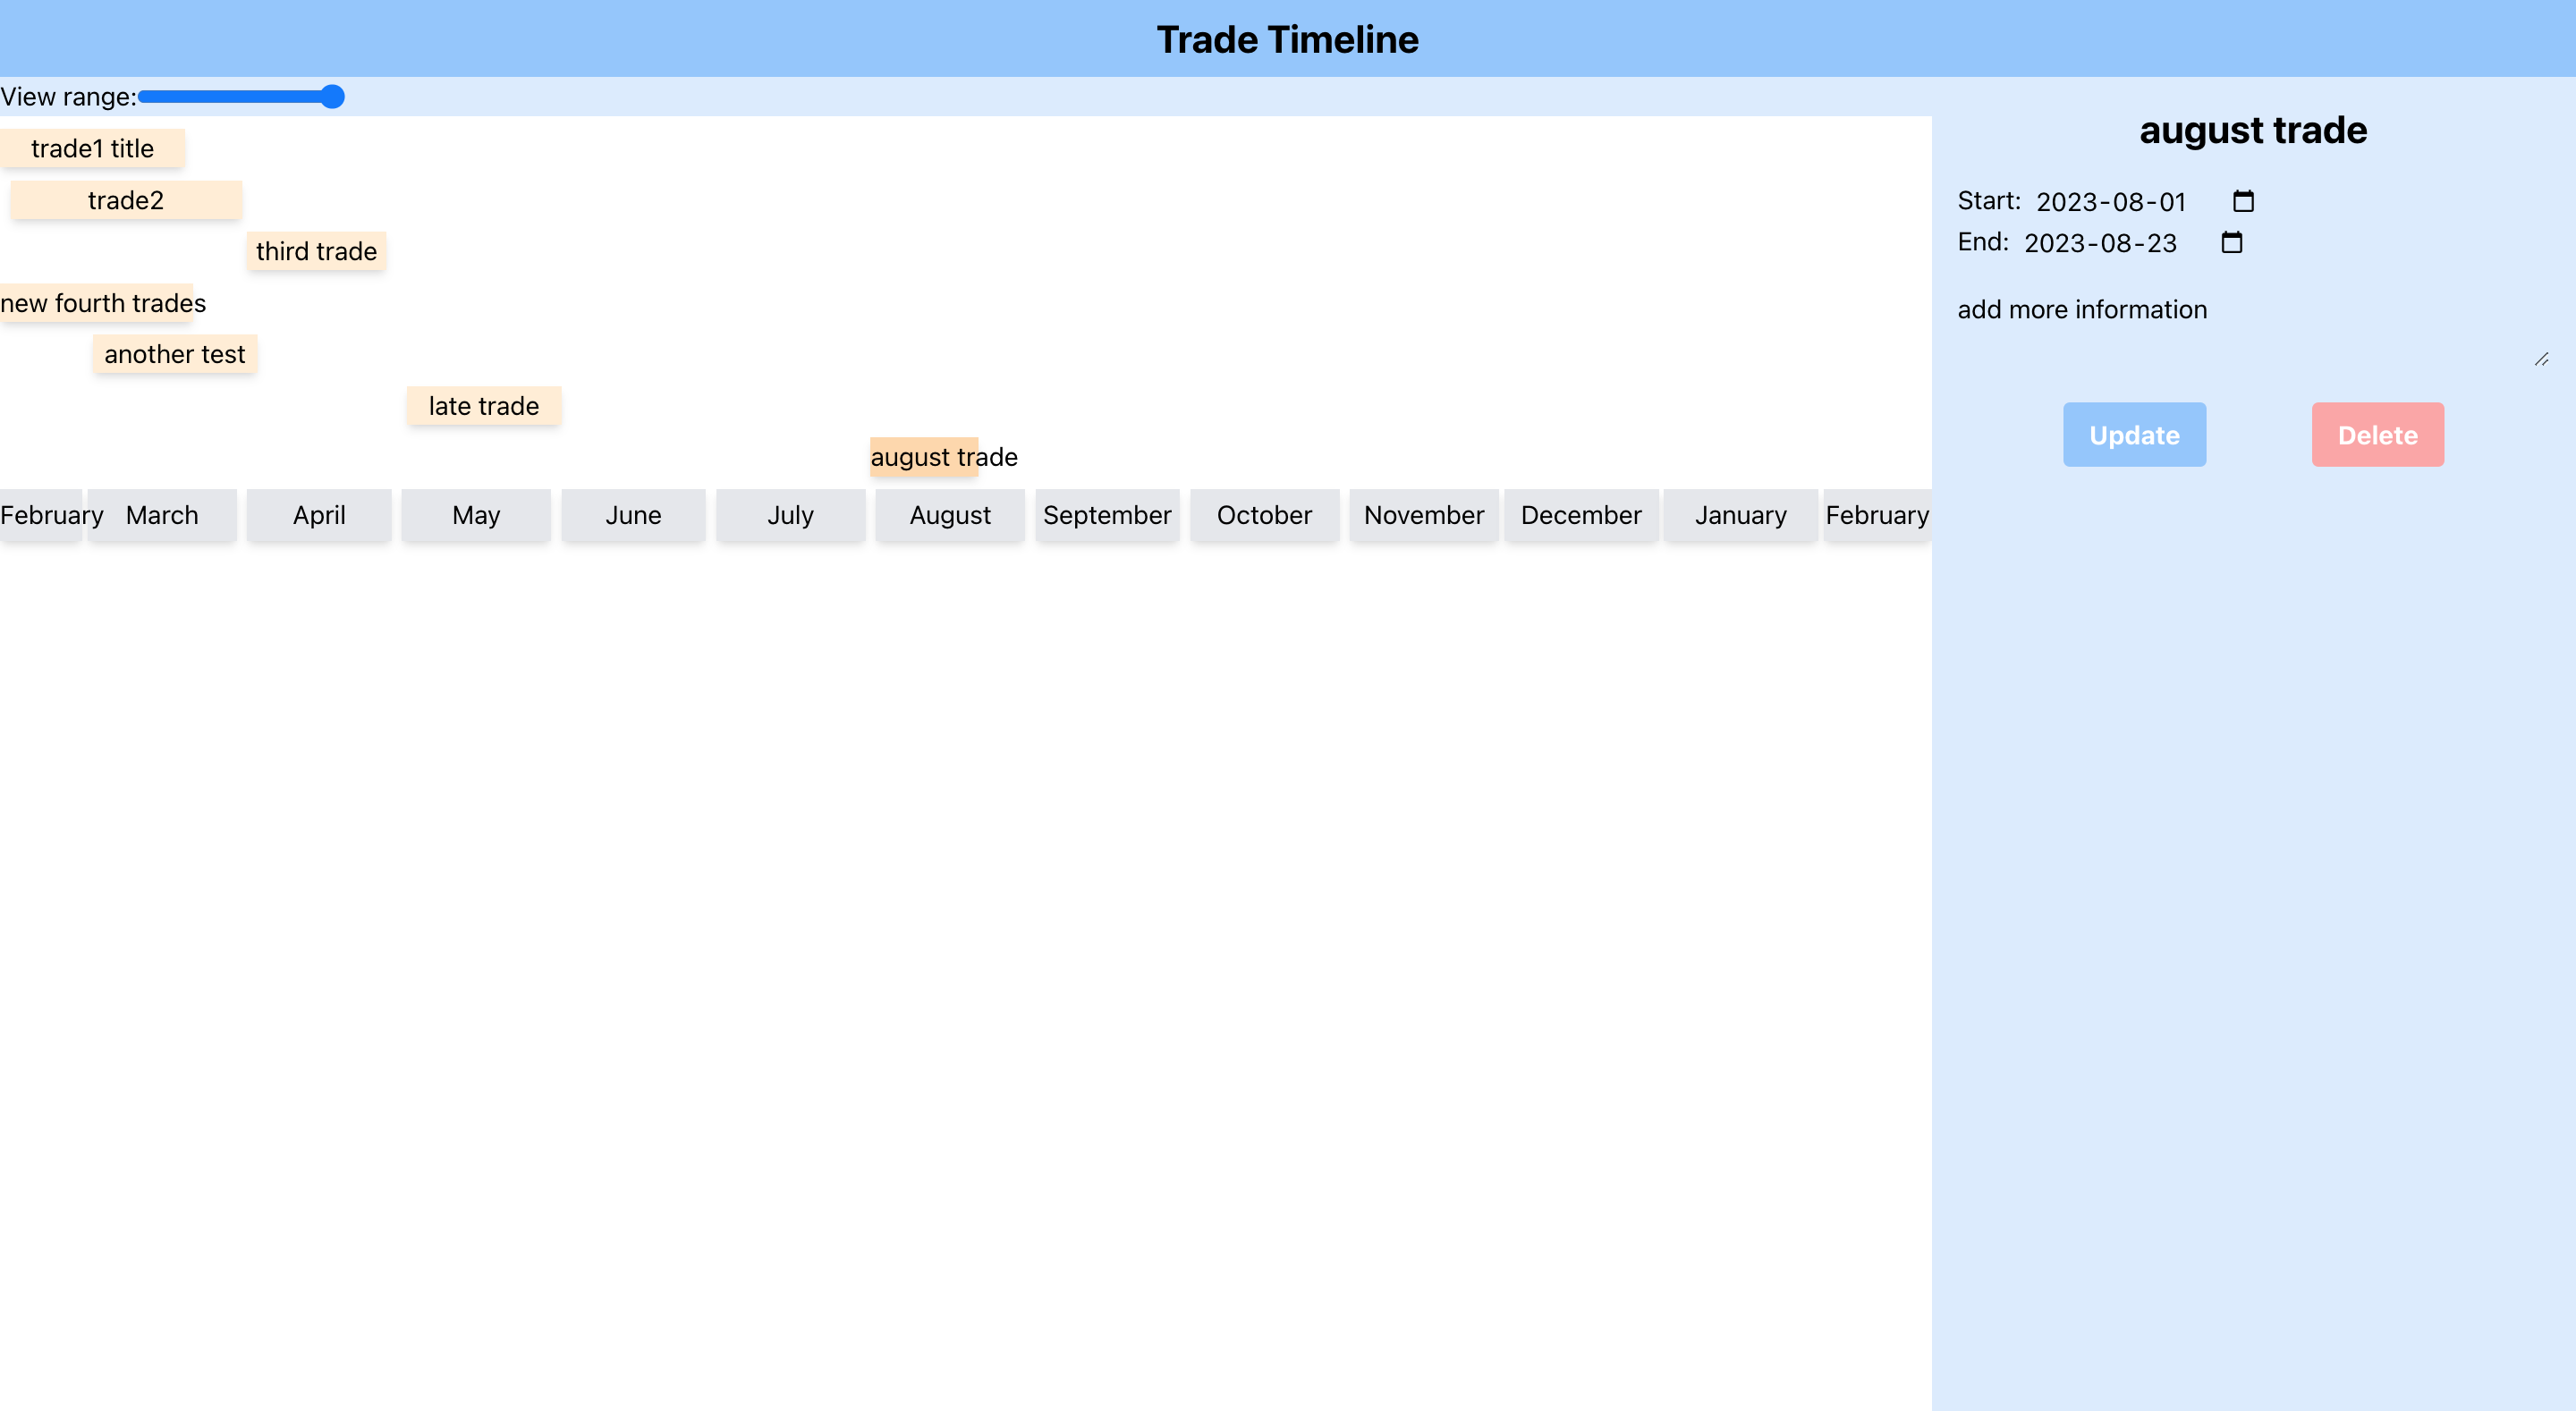 Trade Timeline
View range:
trade1 title
trade2
third trade
new fourth trades
another test
late trade
august trade
February March April May June July August September October November December January February
august trade
Start: 2023-08-01
End: 2023-08-23
add more information
Update Delete